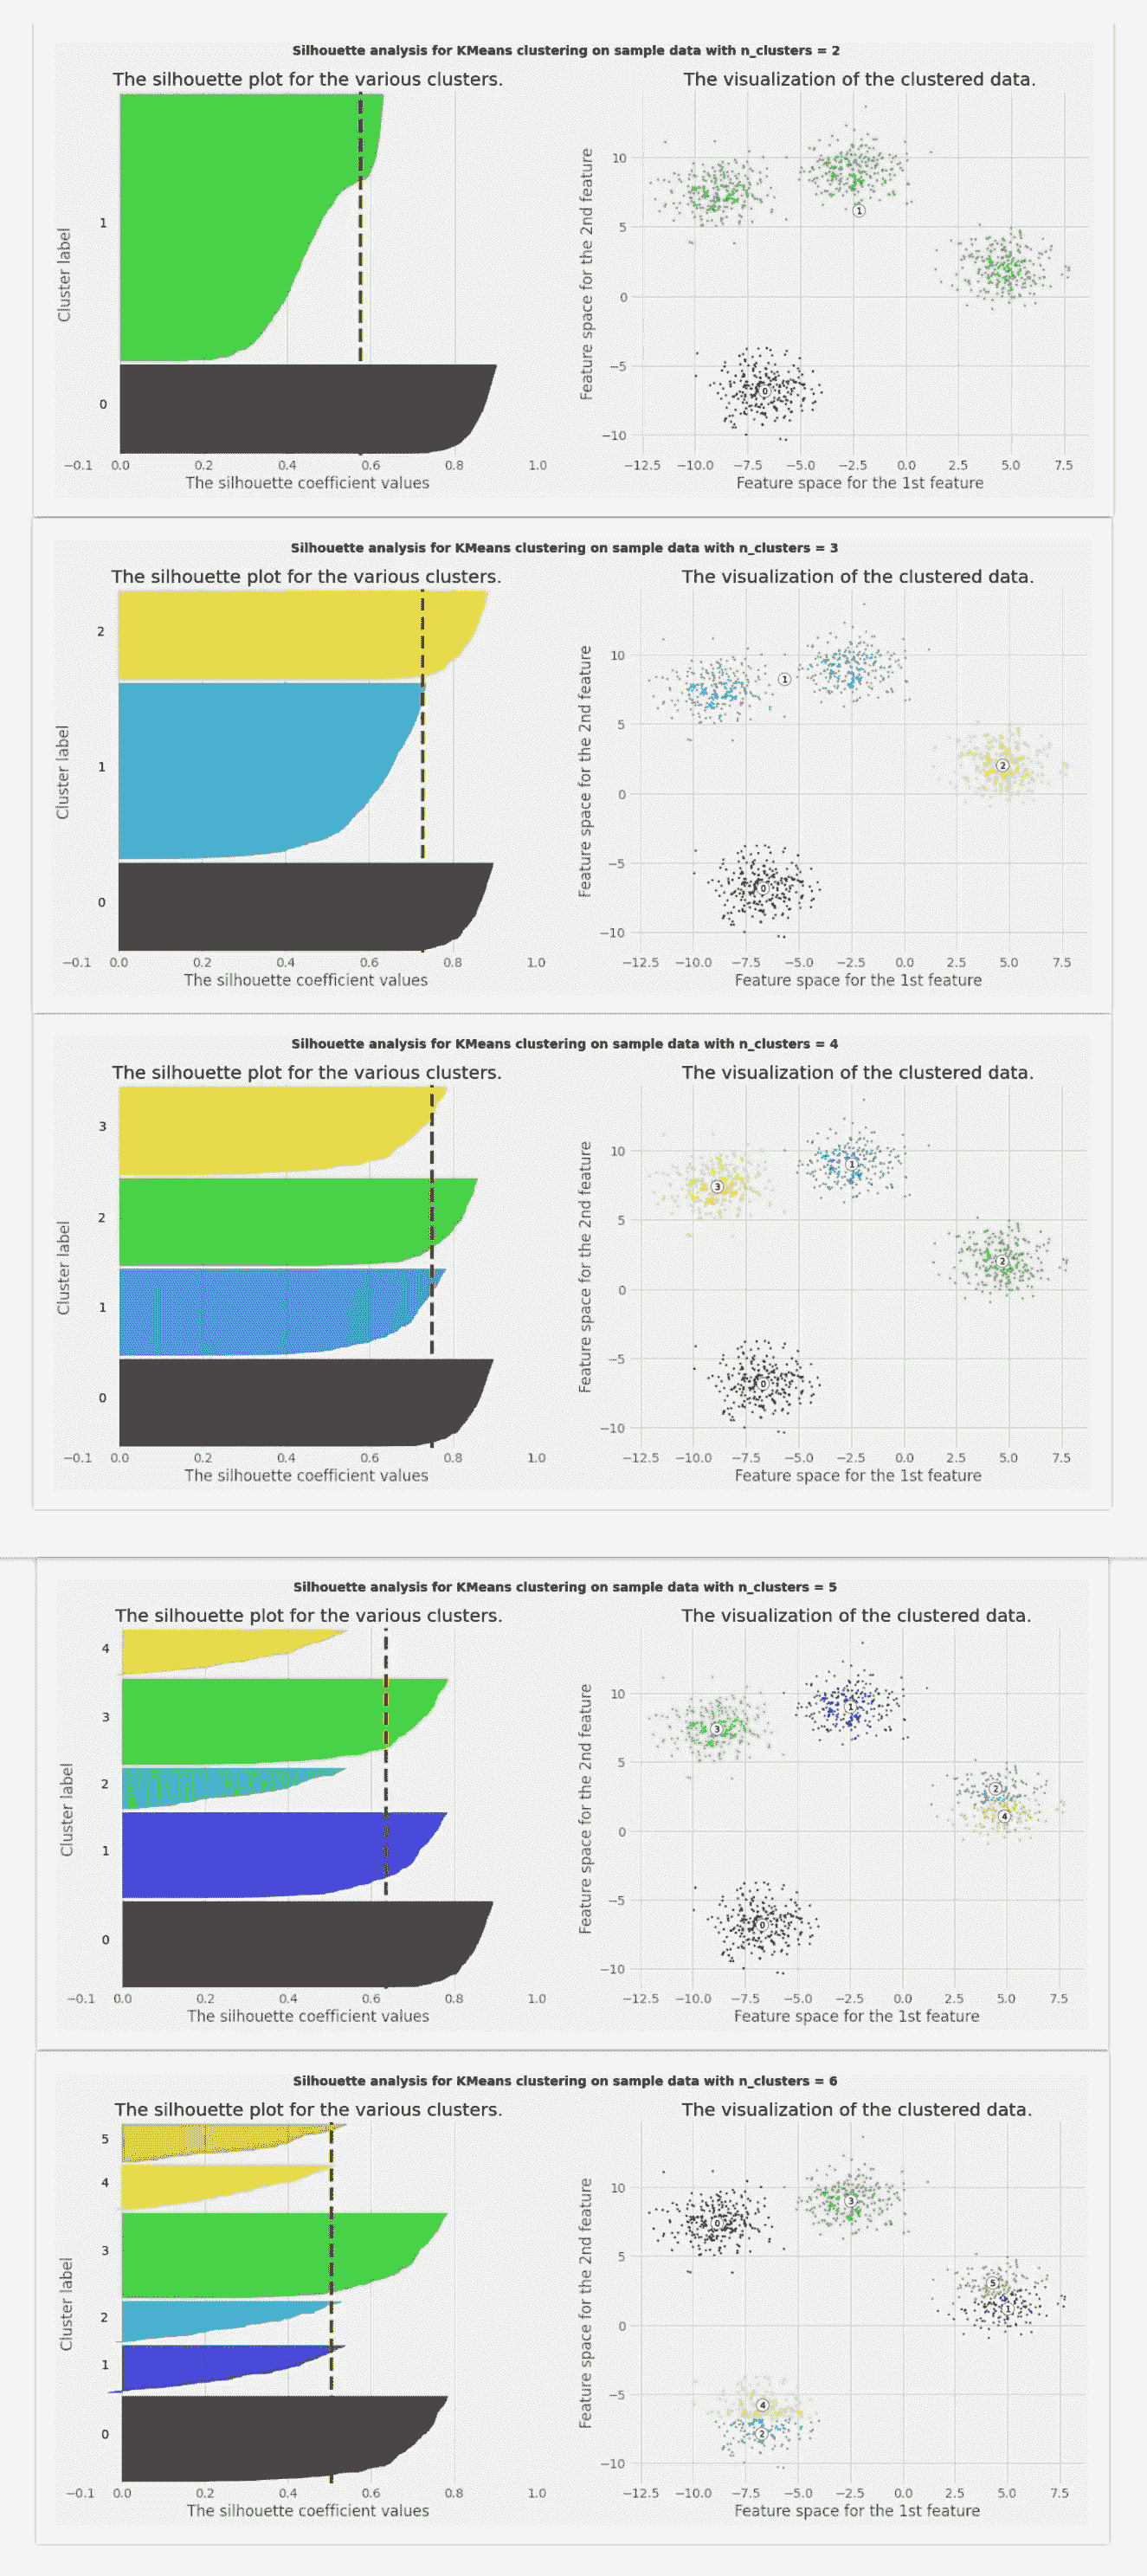 Silhouette analysis for KMeans clustering on sample data with n_clusters = 2
The silhouette plot for the various clusters.
The visualization of the clustered data.
Cluster label
1
0
−0.1 0.0 0.2 0.4 0.6 0.8 1.0
The silhouette coefficient values
Feature space for the 2nd feature
10
5
0
−5
−10
1
0
−12.5 −10.0 −7.5 −5.0 −2.5 0.0 2.5 5.0 7.5
Feature space for the 1st feature
Silhouette analysis for KMeans clustering on sample data with n_clusters = 3
The silhouette plot for the various clusters.
The visualization of the clustered data.
Cluster label
2
1
0
−0.1 0.0 0.2 0.4 0.6 0.8 1.0
The silhouette coefficient values
Feature space for the 2nd feature
10
5
0
−5
−10
1
2
0
−12.5 −10.0 −7.5 −5.0 −2.5 0.0 2.5 5.0 7.5
Feature space for the 1st feature
Silhouette analysis for KMeans clustering on sample data with n_clusters = 4
The silhouette plot for the various clusters.
The visualization of the clustered data.
Cluster label
3
2
1
0
−0.1 0.0 0.2 0.4 0.6 0.8 1.0
The silhouette coefficient values
Feature space for the 2nd feature
10
5
0
−5
−10
1
3
2
0
−12.5 −10.0 −7.5 −5.0 −2.5 0.0 2.5 5.0 7.5
Feature space for the 1st feature
Silhouette analysis for KMeans clustering on sample data with n_clusters = 5
The silhouette plot for the various clusters.
The visualization of the clustered data.
Cluster label
4
3
2
1
0
−0.1 0.0 0.2 0.4 0.6 0.8 1.0
The silhouette coefficient values
Feature space for the 2nd feature
10
5
0
−5
−10
1
3
2
4
0
−12.5 −10.0 −7.5 −5.0 −2.5 0.0 2.5 5.0 7.5
Feature space for the 1st feature
Silhouette analysis for KMeans clustering on sample data with n_clusters = 6
The silhouette plot for the various clusters.
The visualization of the clustered data.
Cluster label
5
4
3
2
1
0
−0.1 0.0 0.2 0.4 0.6 0.8 1.0
The silhouette coefficient values
Feature space for the 2nd feature
10
5
0
−5
−10
3
0
5
1
4
2
−12.5 −10.0 −7.5 −5.0 −2.5 0.0 2.5 5.0 7.5
Feature space for the 1st feature